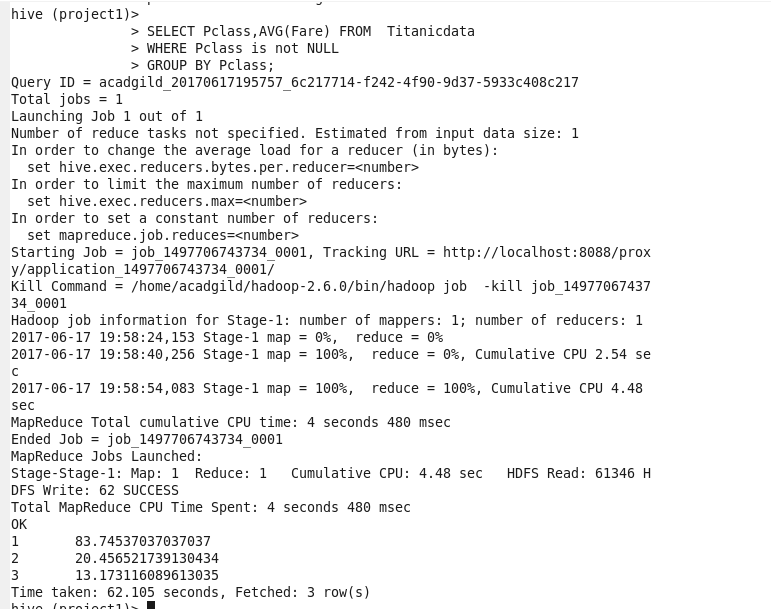 hive (project1)>
> SELECT Pclass,AVG(Fare) FROM  Titanicdata
> WHERE Pclass is not NULL
> GROUP BY Pclass;
Query ID = acadgild_20170617195757_6c217714-f242-4f90-9d37-5933c408c217
Total jobs = 1
Launching Job 1 out of 1
Number of reduce tasks not specified. Estimated from input data size: 1
In order to change the average load for a reducer (in bytes):
  set hive.exec.reducers.bytes.per.reducer=<number>
In order to limit the maximum number of reducers:
  set hive.exec.reducers.max=<number>
In order to set a constant number of reducers:
  set mapreduce.job.reduces=<number>
Starting Job = job_1497706743734_0001, Tracking URL = http://localhost:8088/prox
y/application_1497706743734_0001/
Kill Command = /home/acadgild/hadoop-2.6.0/bin/hadoop job  -kill job_14977067437
34_0001
Hadoop job information for Stage-1: number of mappers: 1; number of reducers: 1
2017-06-17 19:58:24,153 Stage-1 map = 0%,  reduce = 0%
2017-06-17 19:58:40,256 Stage-1 map = 100%,  reduce = 0%, Cumulative CPU 2.54 se
c
2017-06-17 19:58:54,083 Stage-1 map = 100%,  reduce = 100%, Cumulative CPU 4.48
sec
MapReduce Total cumulative CPU time: 4 seconds 480 msec
Ended Job = job_1497706743734_0001
MapReduce Jobs Launched:
Stage-Stage-1: Map: 1  Reduce: 1   Cumulative CPU: 4.48 sec   HDFS Read: 61346 H
DFS Write: 62 SUCCESS
Total MapReduce CPU Time Spent: 4 seconds 480 msec
OK
1       83.74537037037037
2       20.456521739130434
3       13.173116089613035
Time taken: 62.105 seconds, Fetched: 3 row(s)
hive (project1)>